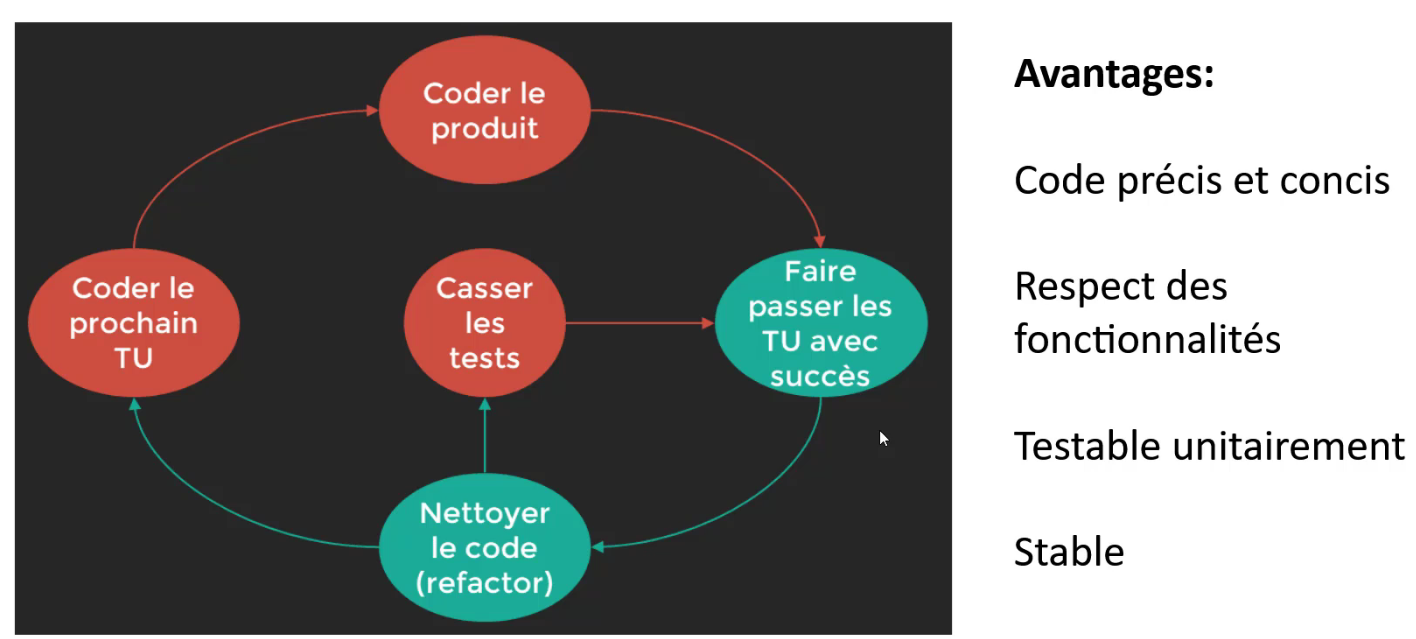 Coder le
produit
Coder le
prochain
TU
Casser
les
tests
Faire
passer les
TU avec
succès
Nettoyer
le code
(refactor)
Avantages:
Code précis et concis
Respect des
fonctionnalités
Testable unitairement
Stable